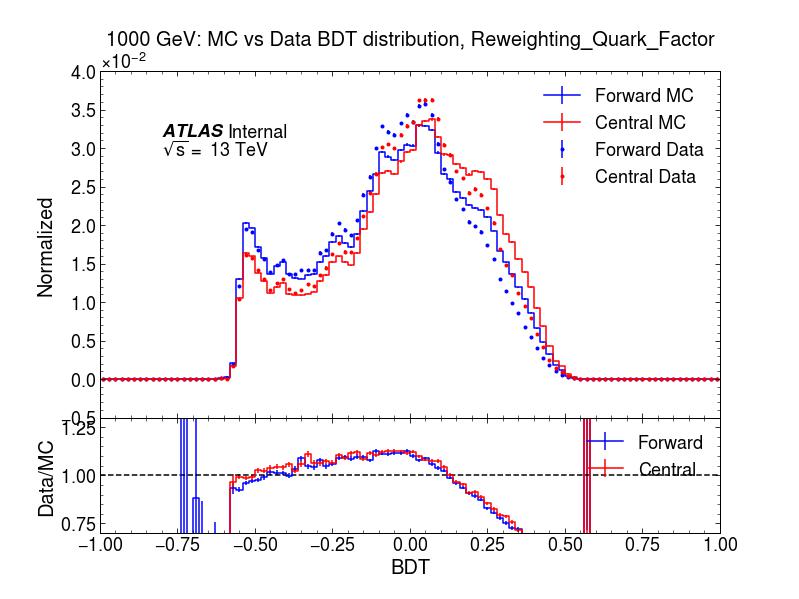 1000 GeV: MC vs Data BDT distribution, Reweighting_Quark_Factor
×10⁻²
4.0
3.5
3.0
2.5
2.0
1.5
1.0
0.5
0.0
−0.5
Normalized
ATLAS Internal
√s = 13 TeV
Forward MC
Central MC
Forward Data
Central Data
1.25
1.00
0.75
Data/MC
Forward
Central
−1.00 −0.75 −0.50 −0.25 0.00 0.25 0.50 0.75 1.00
BDT